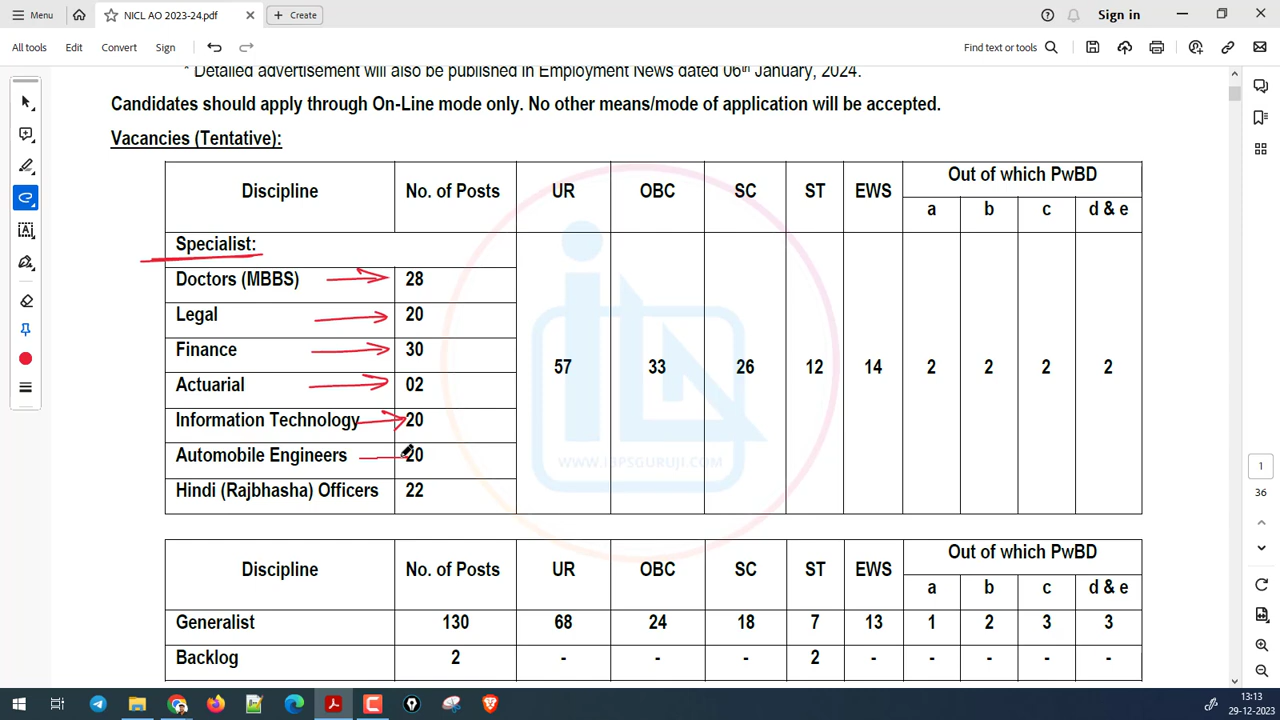 Menu
NICL AO 2023-24.pdf
Create
Sign in
All tools
Edit
Convert
Sign
Find text or tools
* Detailed advertisement will also be published in Employment News dated 06th January, 2024.
Candidates should apply through On-Line mode only. No other means/mode of application will be accepted.
Vacancies (Tentative):
Discipline No. of Posts UR OBC SC ST EWS Out of which PwBD
a b c d & e
Specialist:
Doctors (MBBS) 28
Legal 20
Finance 30
57 33 26 12 14 2 2 2 2
Actuarial 02
Information Technology 20
Automobile Engineers 20
WWW.IBPSGURUJI.COM
Hindi (Rajbhasha) Officers 22
Discipline No. of Posts UR OBC SC ST EWS Out of which PwBD
a b c d & e
Generalist 130 68 24 18 7 13 1 2 3 3
Backlog 2 - - - 2 - - - - -
1
36
13:13
29-12-2023